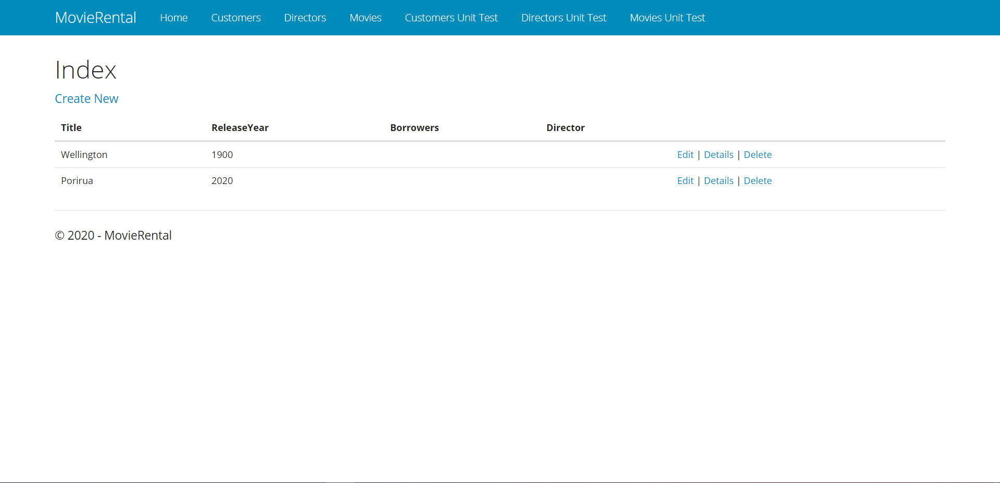 MovieRental Home Customers Directors Movies Customers Unit Test Directors Unit Test Movies Unit Test
Index
Create New
Title ReleaseYear Borrowers Director
Wellington 1900 Edit | Details | Delete
Porirua 2020 Edit | Details | Delete
© 2020 - MovieRental